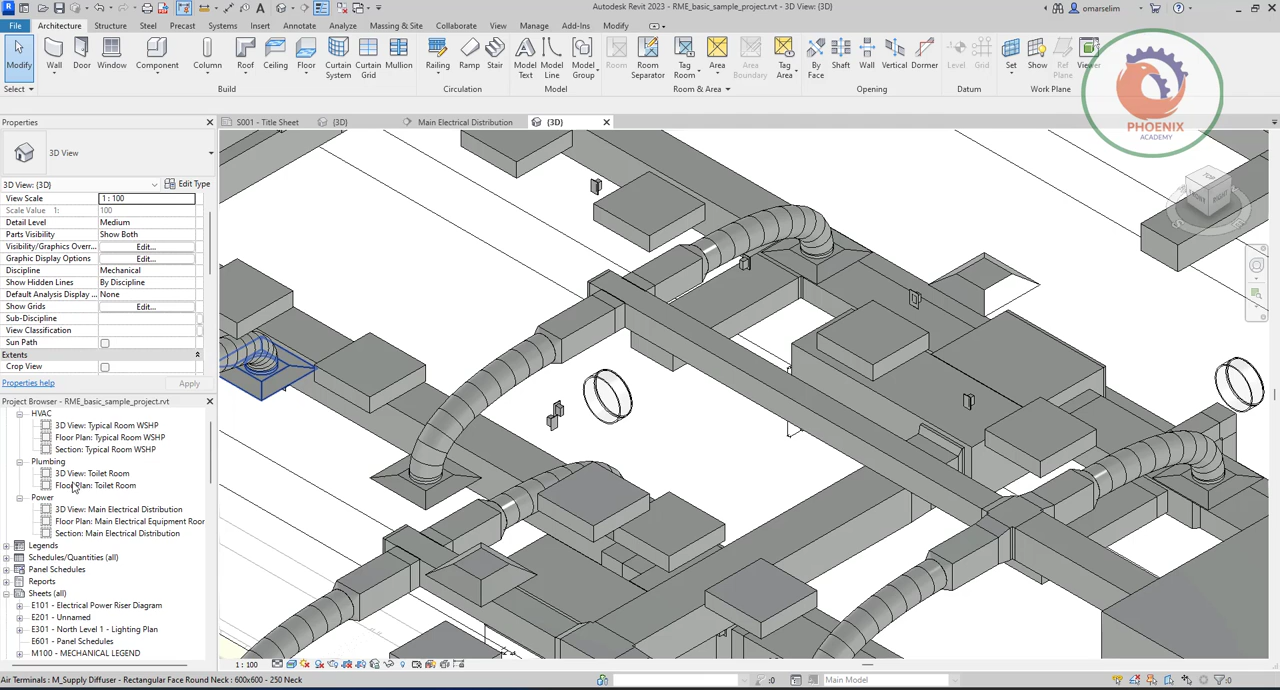 Autodesk Revit 2023 - RME_basic_sample_project.rvt - 3D View: {3D}
omarselim
File Architecture Structure Steel Precast Systems Insert Annotate Analyze Massing & Site Collaborate View Manage Add-Ins Modify
Modify Wall Door Window Component Column Roof Ceiling Floor Curtain System Curtain Grid Mullion Railing Ramp Stair Model Text Model Line Model Group Room Room Separator Tag Room Area Area Boundary Tag Area By Face Shaft Wall Vertical Dormer Level Grid Set Show Ref Plane Viewer
Select Build Circulation Model Room & Area Opening Datum Work Plane
PHOENIX
ACADEMY
Properties
S001 - Title Sheet
{3D}
Main Electrical Distribution
{3D}
3D View
3D View: {3D}
Edit Type
View Scale 1 : 100
Scale Value 1: 100
Detail Level Medium
Parts Visibility Show Both
Visibility/Graphics Overr... Edit...
Graphic Display Options Edit...
Discipline Mechanical
Show Hidden Lines By Discipline
Default Analysis Display ... None
Show Grids Edit...
Sub-Discipline
View Classification
Sun Path
Extents
Crop View
Properties help
Apply
TOP
RIGHT
Project Browser - RME_basic_sample_project.rvt
HVAC
3D View: Typical Room WSHP
Floor Plan: Typical Room WSHP
Section: Typical Room WSHP
Plumbing
3D View: Toilet Room
Floor Plan: Toilet Room
Power
3D View: Main Electrical Distribution
Floor Plan: Main Electrical Equipment Roor
Section: Main Electrical Distribution
Legends
Schedules/Quantities (all)
Panel Schedules
Reports
Sheets (all)
E101 - Electrical Power Riser Diagram
E201 - Unnamed
E301 - North Level 1 - Lighting Plan
E601 - Panel Schedules
M100 - MECHANICAL LEGEND
1 : 100
Air Terminals : M_Supply Diffuser - Rectangular Face Round Neck : 600x600 - 250 Neck
:0
Main Model
:0